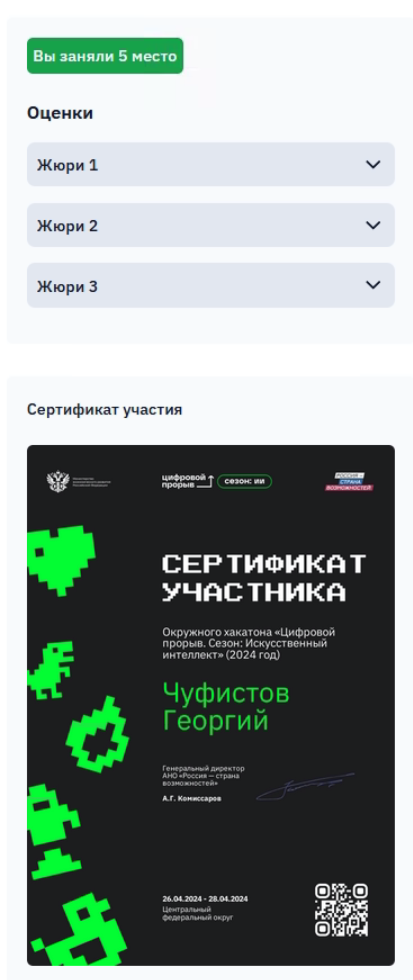 Вы заняли 5 место
Оценки
Жюри 1
Жюри 2
Жюри 3
Сертификат участия
цифровой
прорыв
сезон: ии
РОССИЯ –
СТРАНА
ВОЗМОЖНОСТЕЙ
СЕРТИФИКАТ
УЧАСТНИКА
Окружного хакатона «Цифровой
прорыв. Сезон: Искусственный
интеллект» (2024 год)
Чуфистов
Георгий
Генеральный директор
АНО «Россия — страна
возможностей»
А.Г. Комиссаров
26.04.2024 - 28.04.2024
Центральный
федеральный округ